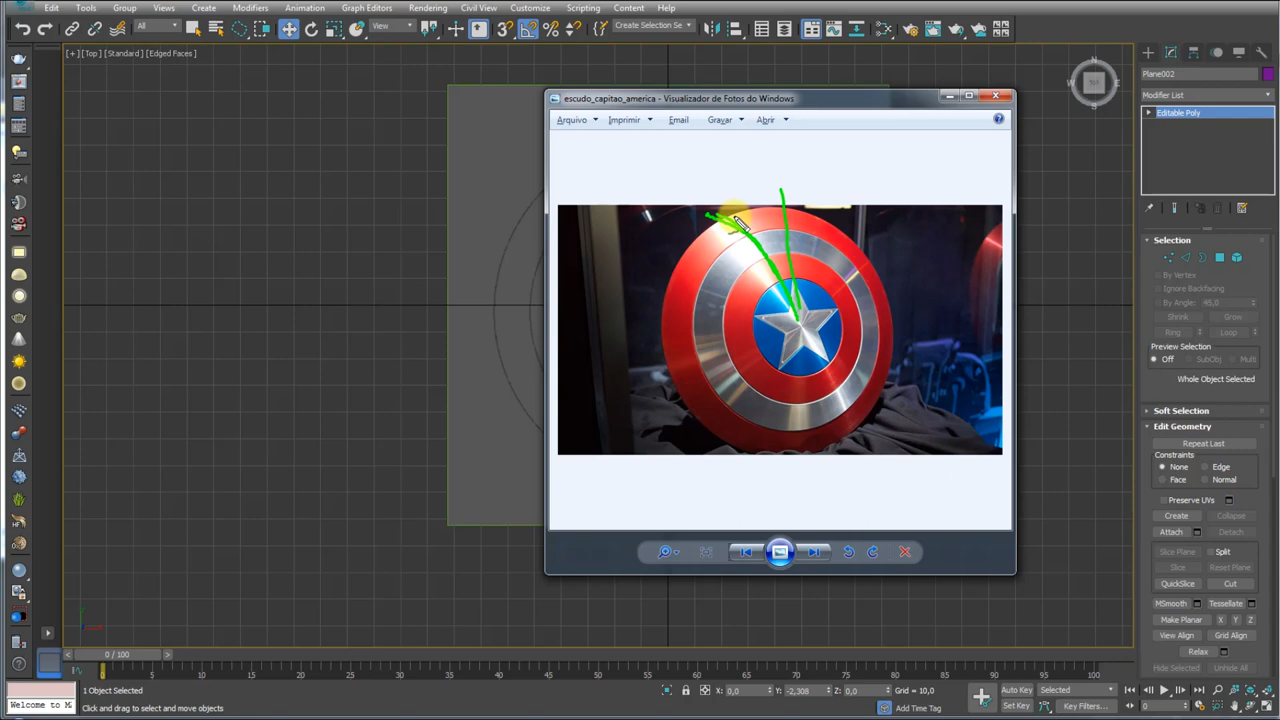 Edit Tools Group Views Create Modifiers Animation Graph Editors Rendering Civil View Customize Scripting Content Help
All View Create Selection Se
[+] [Top] [Standard] [Edged Faces]
N
W TOP E
S
Plane002
Modifier List
Editable Poly
escudo_capitao_america - Visualizador de Fotos do Windows
Arquivo Imprimir Email Gravar Abrir
Selection
By Vertex
Ignore Backfacing
By Angle: 45,0
Shrink Grow
Ring Loop
Preview Selection
Off SubObj Multi
Whole Object Selected
Soft Selection
Edit Geometry
Repeat Last
Constraints
None Edge
Face Normal
Preserve UVs
Create Collapse
Attach Detach
Slice Plane Split
Slice Reset Plane
QuickSlice Cut
MSmooth Tessellate
Make Planar X Y Z
View Align Grid Align
Relax
Hide Selected Unhide All
0 / 100
5 10 15 20 25 30 35 40 45 50 55 60 65 70 75 80 85 90 95 100
1 Object Selected
X: 0,0 Y: -2,308 Z: 0,0 Grid = 10,0
Auto Key Selected
Welcome to M
Click and drag to select and move objects
Add Time Tag
Set Key Key Filters...
0